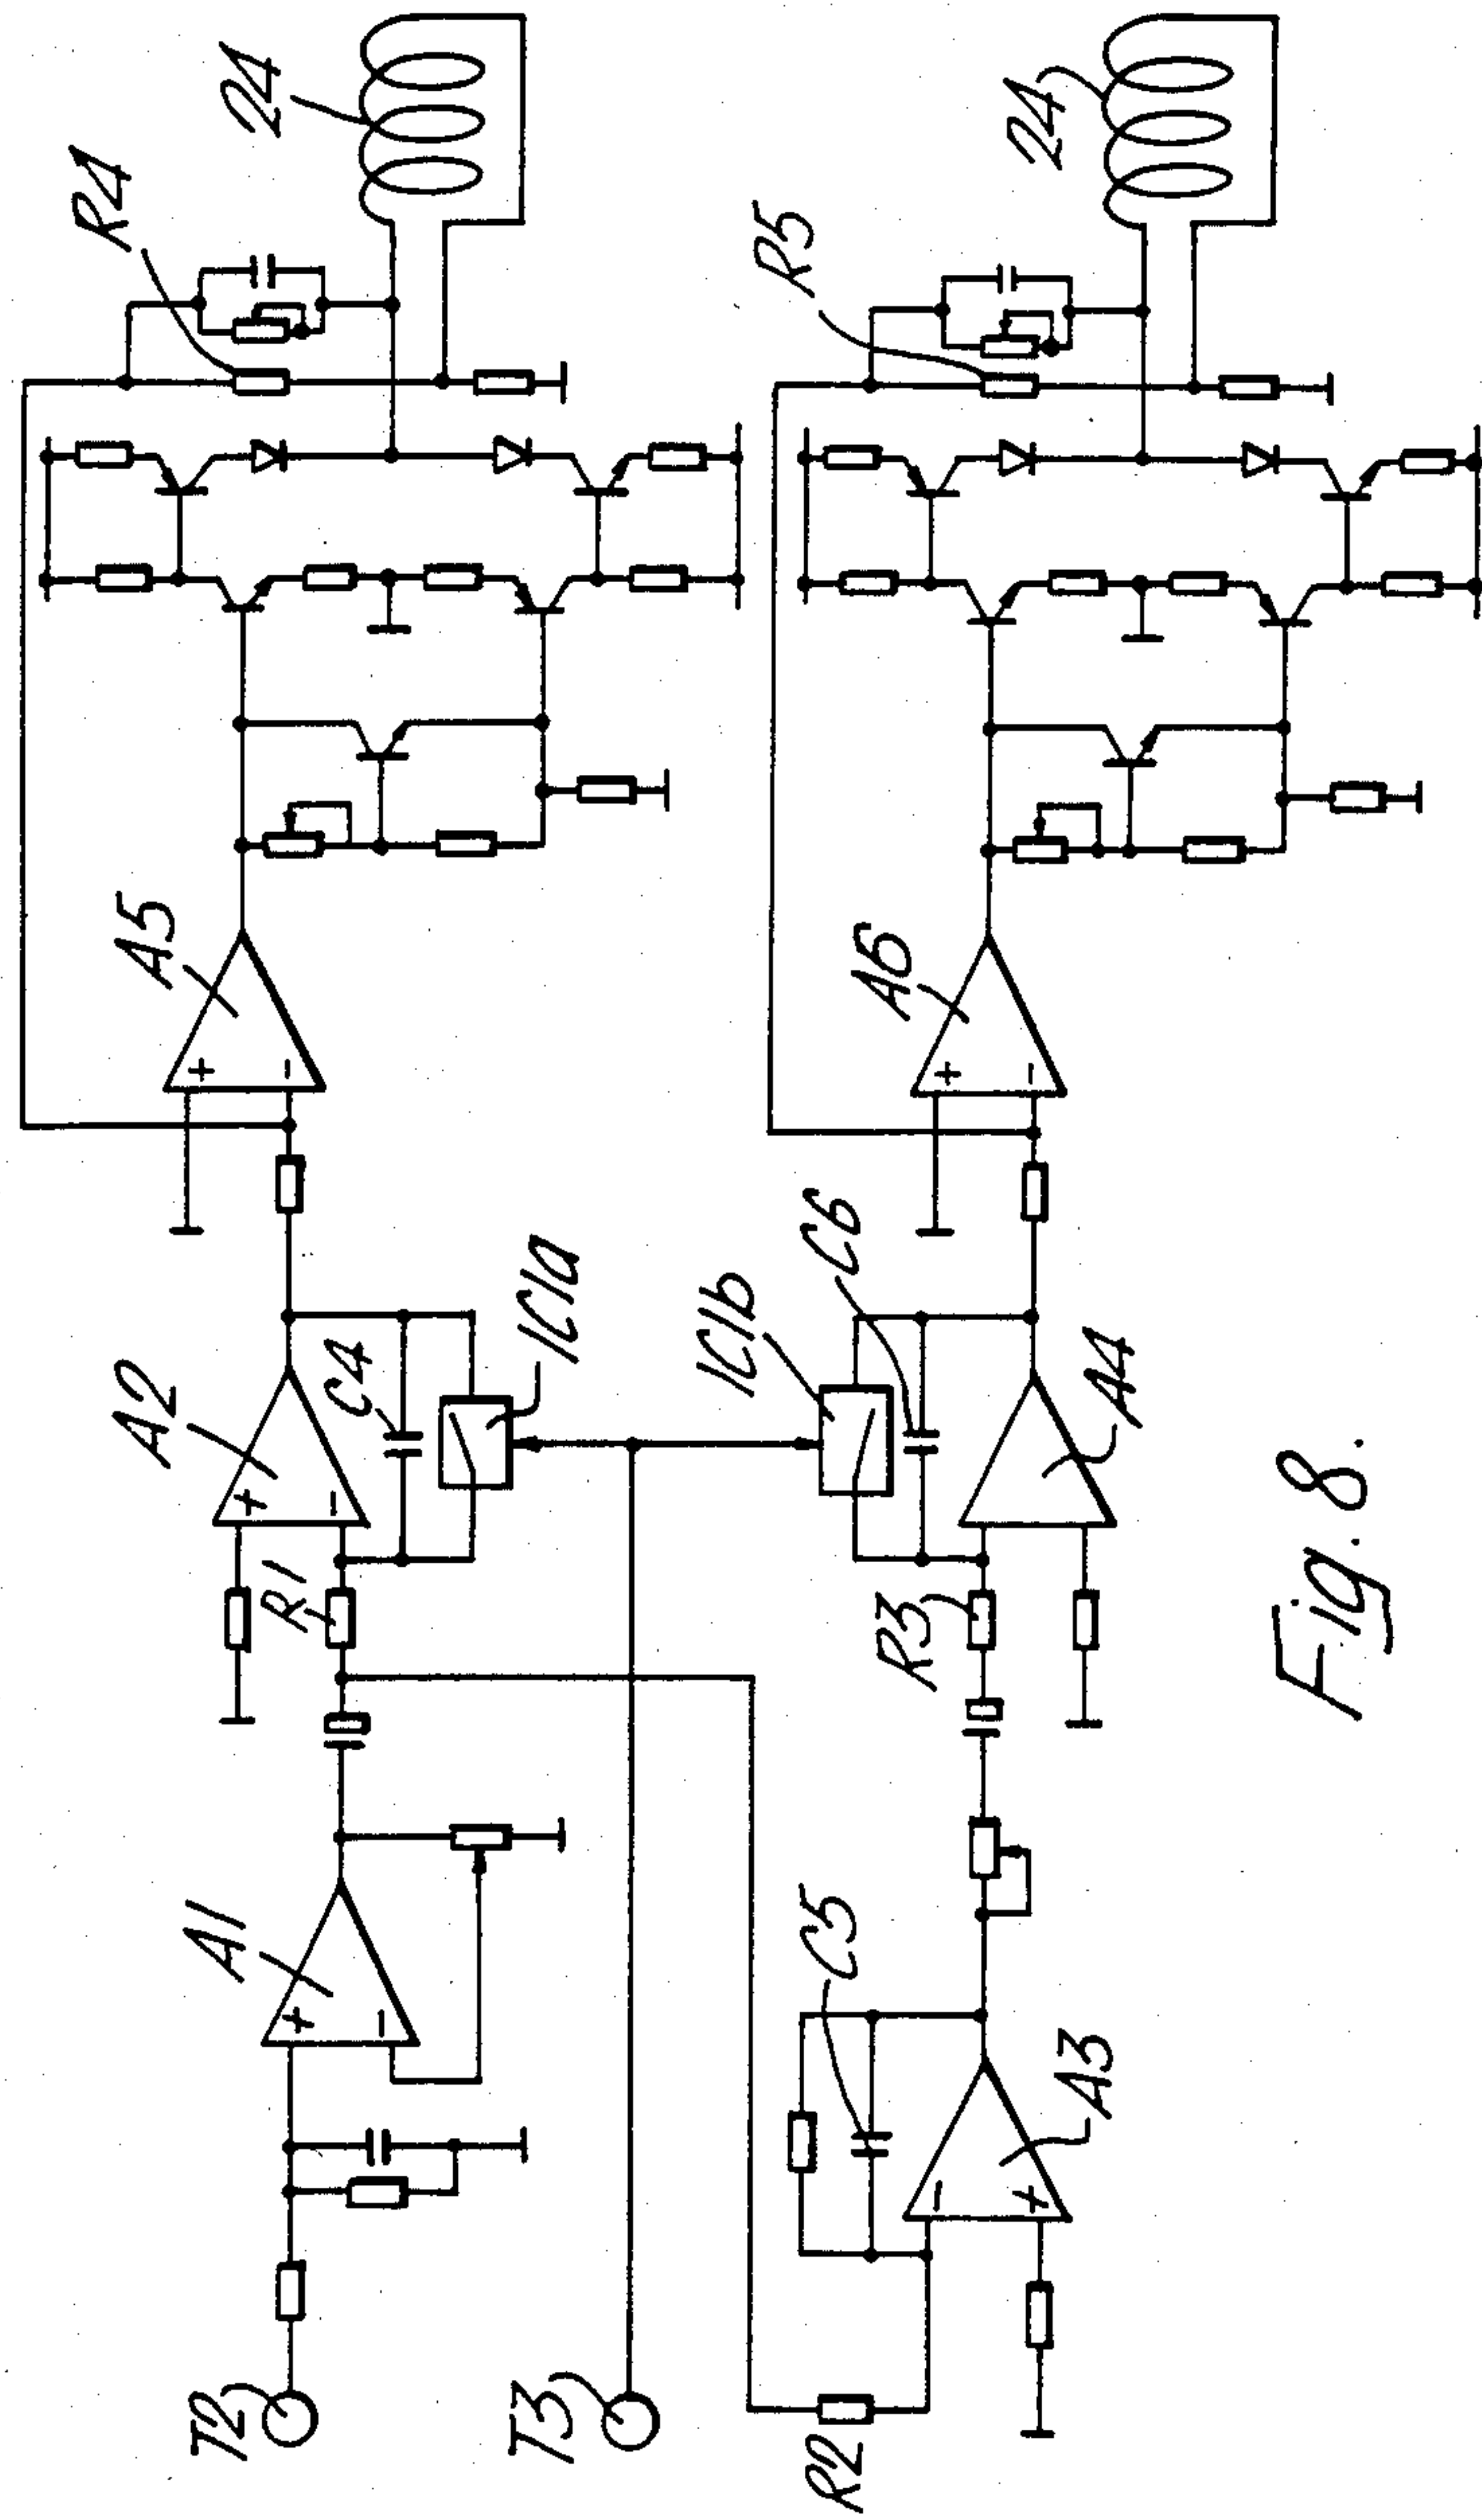 R4
24
A5
A2
C4
IC1a
R1
A1
T2
T3
R5
24
A6
C6
IC1b
A4
R3
C5
A3
R2
+
-
+
-
+
-
+
-
-
+
Fig. 8.